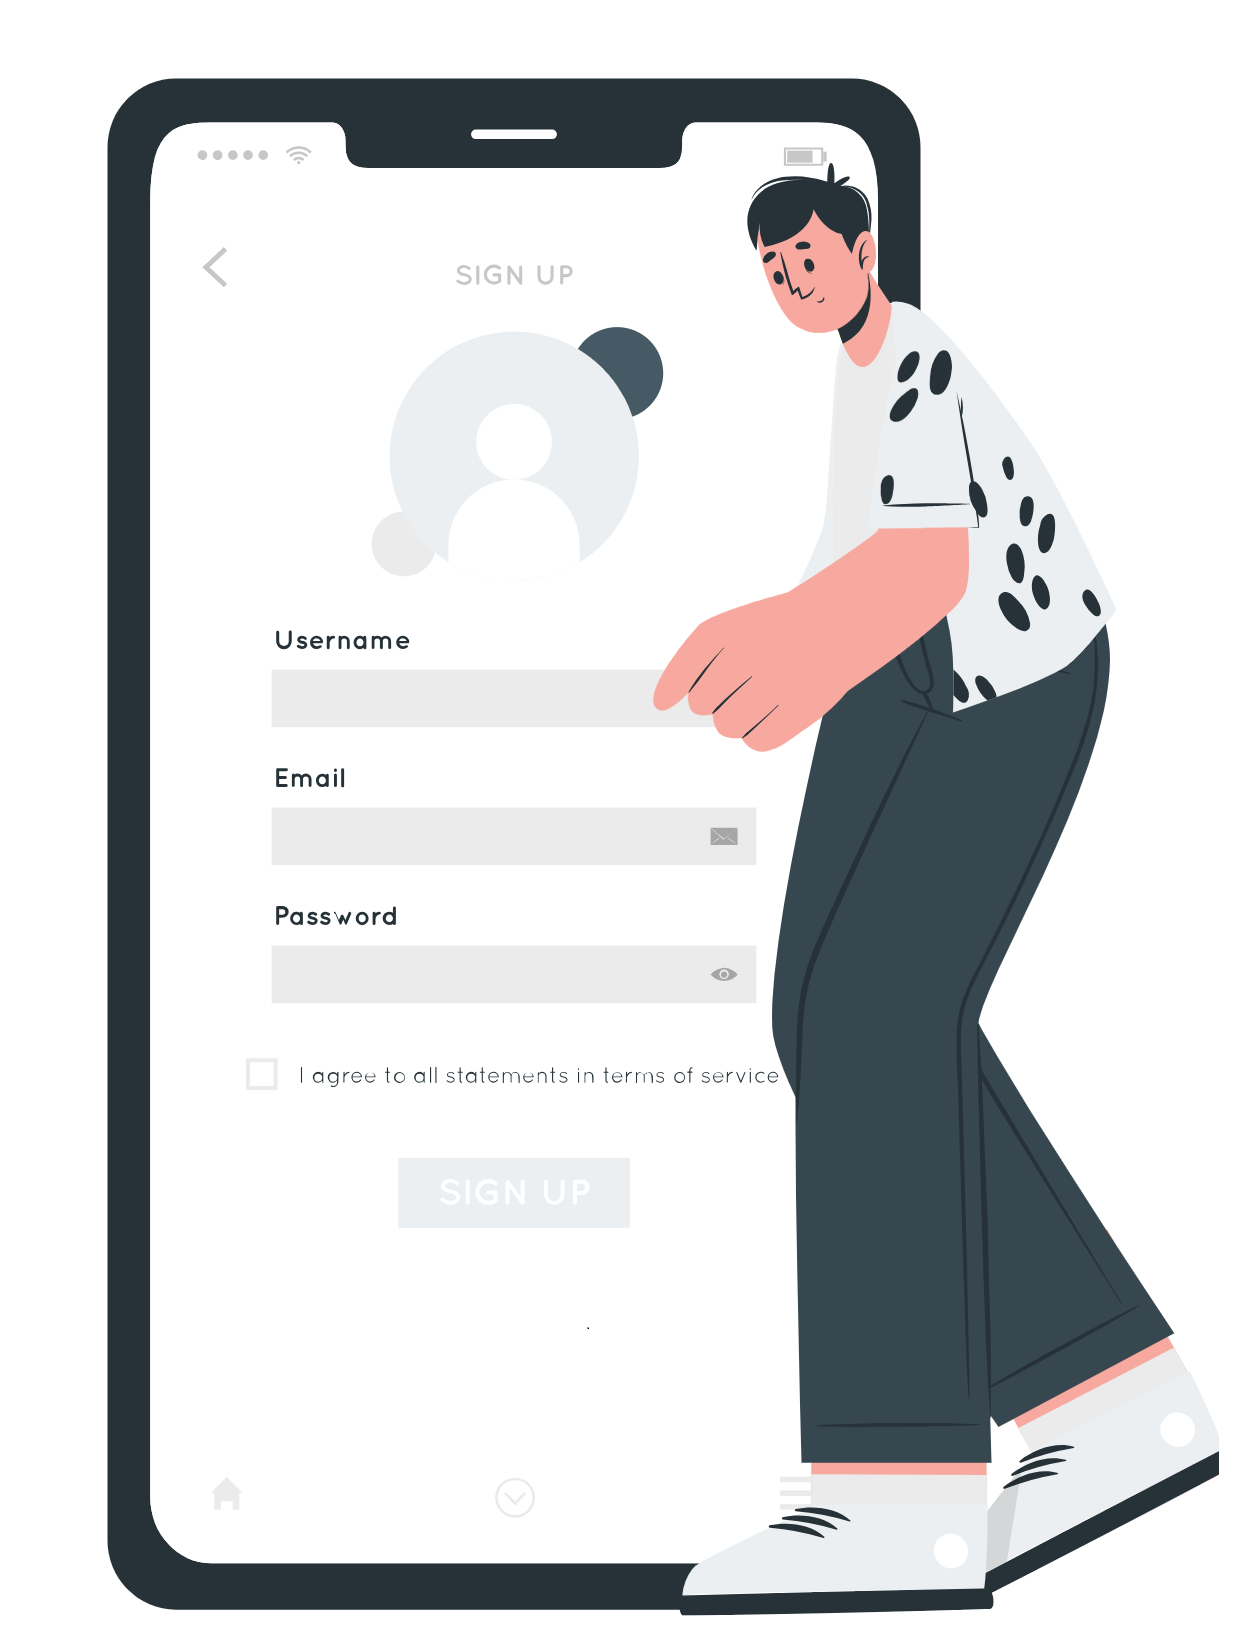 SIGN UP
Username
Email
Password
I agree to all statements in terms of service
SIGN UP